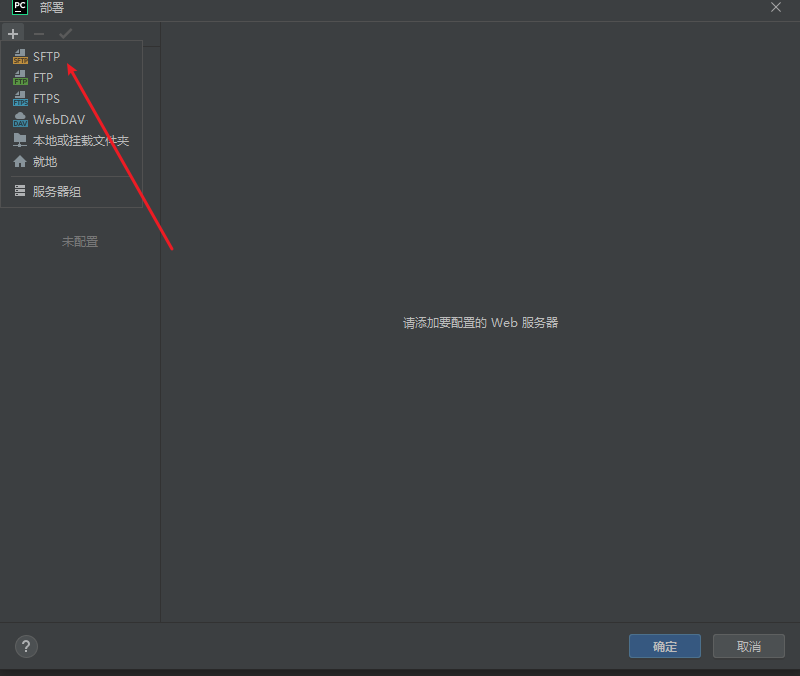 PC 部署
SFTP
FTP
FTPS
WebDAV
本地或挂载文件夹
就地
服务器组
未配置
请添加要配置的 Web 服务器
?
确定
取消